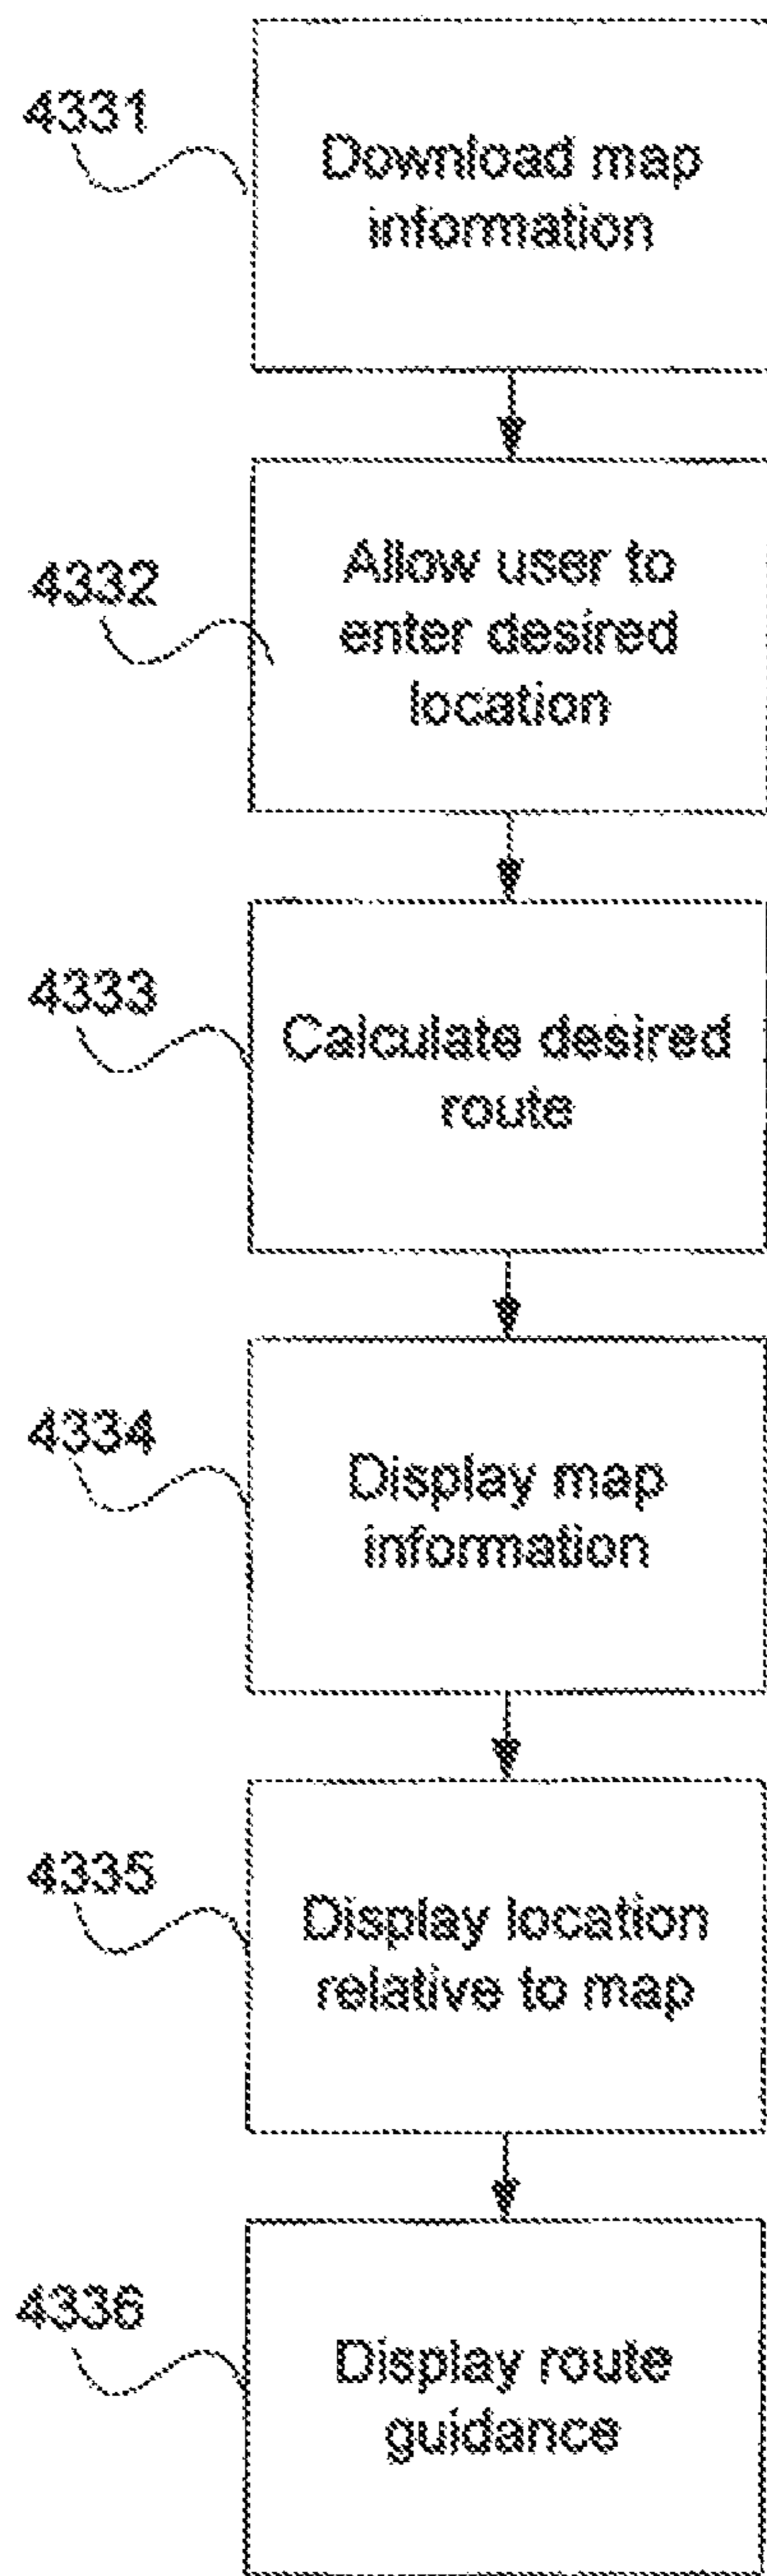 4331
Download map
information
4332
Allow user to
enter desired
location
4333
Calculate desired
route
4334
Display map
information
4335
Display location
relative to map
4336
Display route
guidance